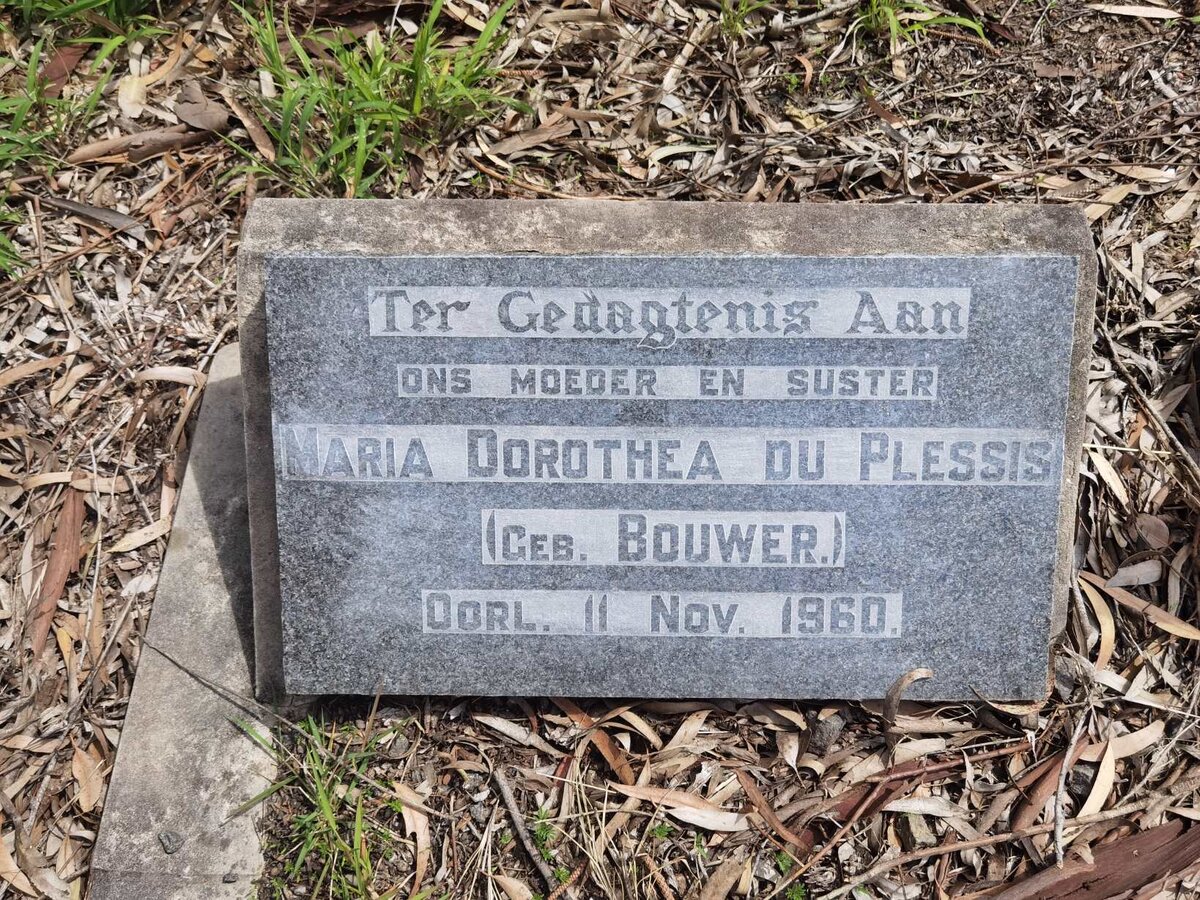 Ter Gedagtenis Aan
ONS MOEDER EN SUSTER
MARIA DOROTHEA DU PLESSIS
(GEB. BOUWER.)
OORL. 11 NOV. 1960.